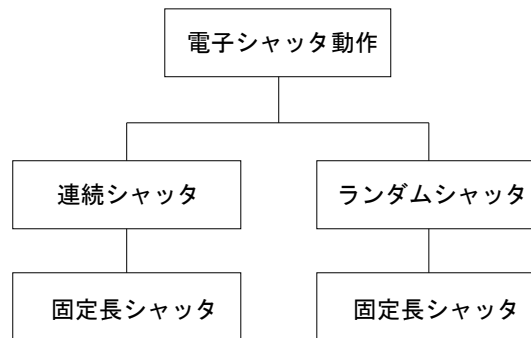 電子シャッタ動作
連続シャッタ
ランダムシャッタ
固定長シャッタ
固定長シャッタ